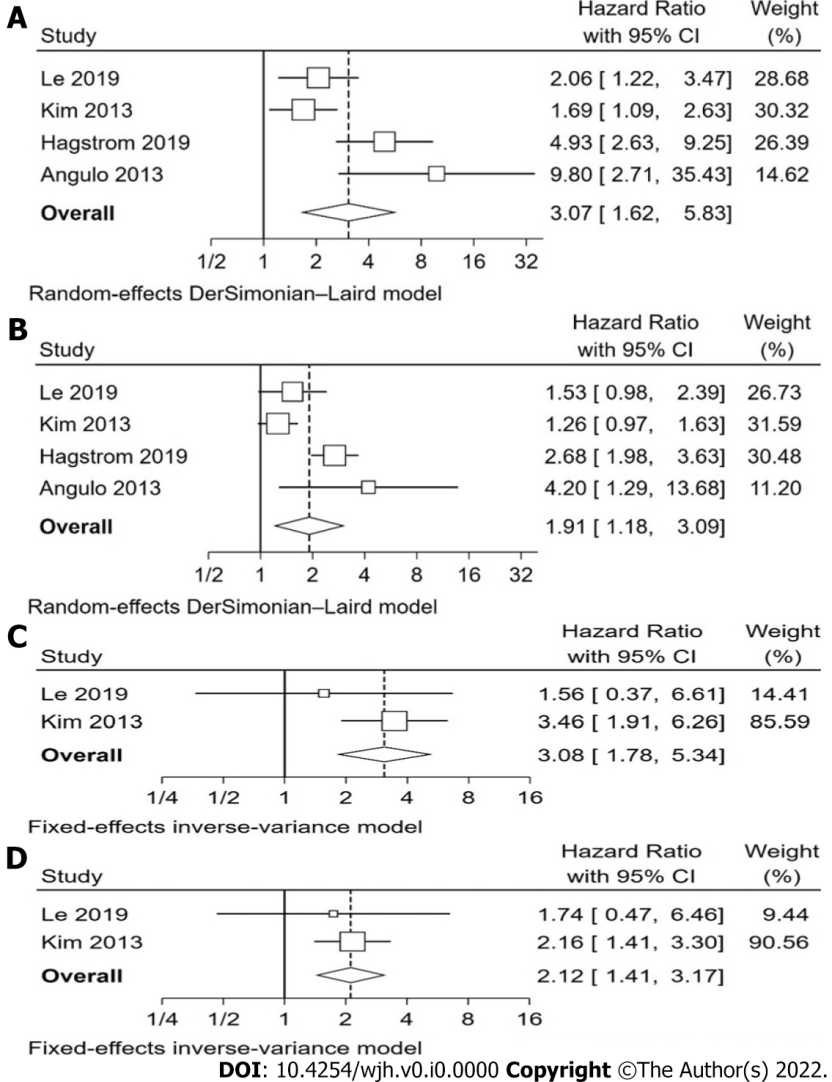 A
Hazard Ratio Weight
Study with 95% CI (%)
Le 2019 2.06 [ 1.22, 3.47] 28.68
Kim 2013 1.69 [ 1.09, 2.63] 30.32
Hagstrom 2019 4.93 [ 2.63, 9.25] 26.39
Angulo 2013 9.80 [ 2.71, 35.43] 14.62
Overall 3.07 [ 1.62, 5.83]
1/2 1 2 4 8 16 32
Random-effects DerSimonian–Laird model
B
Hazard Ratio Weight
Study with 95% CI (%)
Le 2019 1.53 [ 0.98, 2.39] 26.73
Kim 2013 1.26 [ 0.97, 1.63] 31.59
Hagstrom 2019 2.68 [ 1.98, 3.63] 30.48
Angulo 2013 4.20 [ 1.29, 13.68] 11.20
Overall 1.91 [ 1.18, 3.09]
1/2 1 2 4 8 16 32
Random-effects DerSimonian–Laird model
C
Hazard Ratio Weight
Study with 95% CI (%)
Le 2019 1.56 [ 0.37, 6.61] 14.41
Kim 2013 3.46 [ 1.91, 6.26] 85.59
Overall 3.08 [ 1.78, 5.34]
1/4 1/2 1 2 4 8 16
Fixed-effects inverse-variance model
D
Hazard Ratio Weight
Study with 95% CI (%)
Le 2019 1.74 [ 0.47, 6.46] 9.44
Kim 2013 2.16 [ 1.41, 3.30] 90.56
Overall 2.12 [ 1.41, 3.17]
1/4 1/2 1 2 4 8 16
Fixed-effects inverse-variance model
DOI: 10.4254/wjh.v0.i0.0000 Copyright ©The Author(s) 2022.